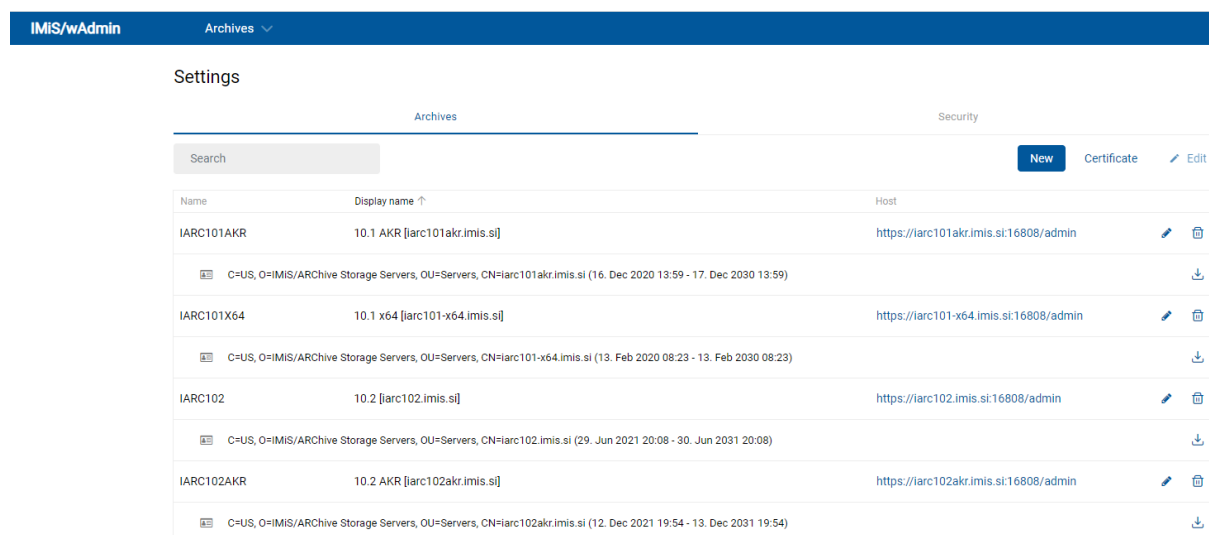 IMiS/wAdmin Archives
Settings
Archives Security
Search New Certificate Edit
Name Display name ↑ Host
IARC101AKR 10.1 AKR [iarc101akr.imis.si] https://iarc101akr.imis.si:16808/admin
C=US, O=IMiS/ARChive Storage Servers, OU=Servers, CN=iarc101akr.imis.si (16. Dec 2020 13:59 - 17. Dec 2030 13:59)
IARC101X64 10.1 x64 [iarc101-x64.imis.si] https://iarc101-x64.imis.si:16808/admin
C=US, O=IMiS/ARChive Storage Servers, OU=Servers, CN=iarc101-x64.imis.si (13. Feb 2020 08:23 - 13. Feb 2030 08:23)
IARC102 10.2 [iarc102.imis.si] https://iarc102.imis.si:16808/admin
C=US, O=IMiS/ARChive Storage Servers, OU=Servers, CN=iarc102.imis.si (29. Jun 2021 20:08 - 30. Jun 2031 20:08)
IARC102AKR 10.2 AKR [iarc102akr.imis.si] https://iarc102akr.imis.si:16808/admin
C=US, O=IMiS/ARChive Storage Servers, OU=Servers, CN=iarc102akr.imis.si (12. Dec 2021 19:54 - 13. Dec 2031 19:54)